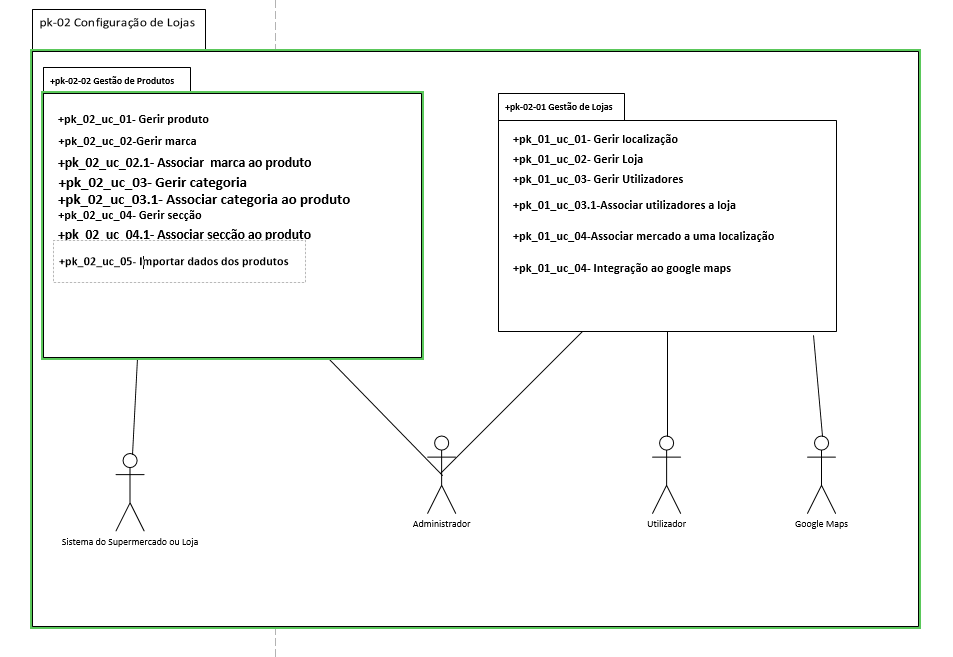 pk-02 Configuração de Lojas
+pk-02-02 Gestão de Produtos
+pk_02_uc_01- Gerir produto
+pk_02_uc_02-Gerir marca
+pk_02_uc_02.1- Associar marca ao produto
+pk_02_uc_03- Gerir categoria
+pk_02_uc_03.1- Associar categoria ao produto
+pk_02_uc_04- Gerir secção
+pk_02_uc_04.1- Associar secção ao produto
+pk_02_uc_05- Importar dados dos produtos
+pk-02-01 Gestão de Lojas
+pk_01_uc_01- Gerir localização
+pk_01_uc_02- Gerir Loja
+pk_01_uc_03- Gerir Utilizadores
+pk_01_uc_03.1-Associar utilizadores a loja
+pk_01_uc_04-Associar mercado a uma localização
+pk_01_uc_04- Integração ao google maps
Sistema do Supermercado ou Loja
Administrador
Utilizador
Google Maps